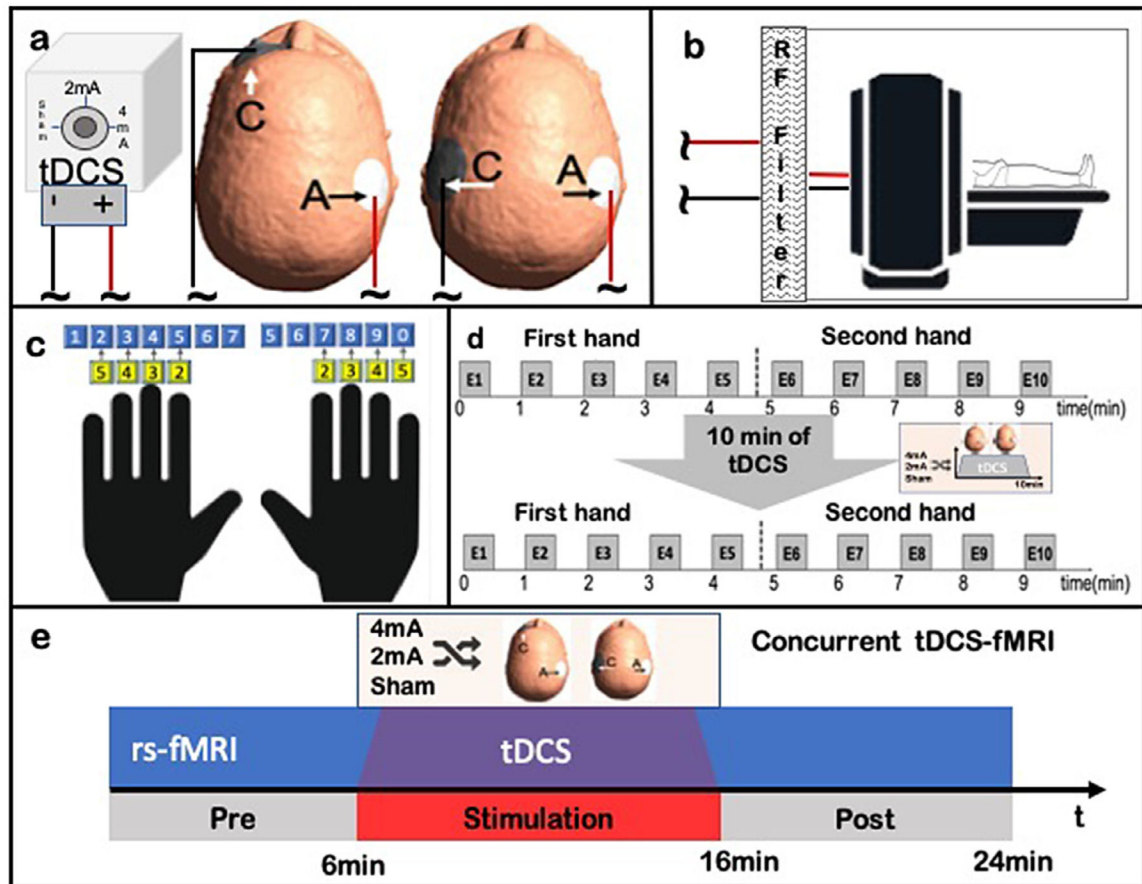 a
2mA
Sham
4mA
tDCS
- +
C
A
C
A
~ ~ ~ ~ ~ ~
b
RF Filter
~
~
c
1 2 3 4 5 6 7
5 6 7 8 9 0
5 4 3 2
2 3 4 5
d
First hand
Second hand
E1 E2 E3 E4 E5 E6 E7 E8 E9 E10
0 1 2 3 4 5 6 7 8 9 time(min)
10 min of
tDCS
4mA
2mA
Sham
tDCS
10min
First hand
Second hand
E1 E2 E3 E4 E5 E6 E7 E8 E9 E10
0 1 2 3 4 5 6 7 8 9 time(min)
e
4mA
2mA
Sham
C
A
C
A
Concurrent tDCS-fMRI
rs-fMRI
tDCS
Pre
Stimulation
Post
t
6min
16min
24min